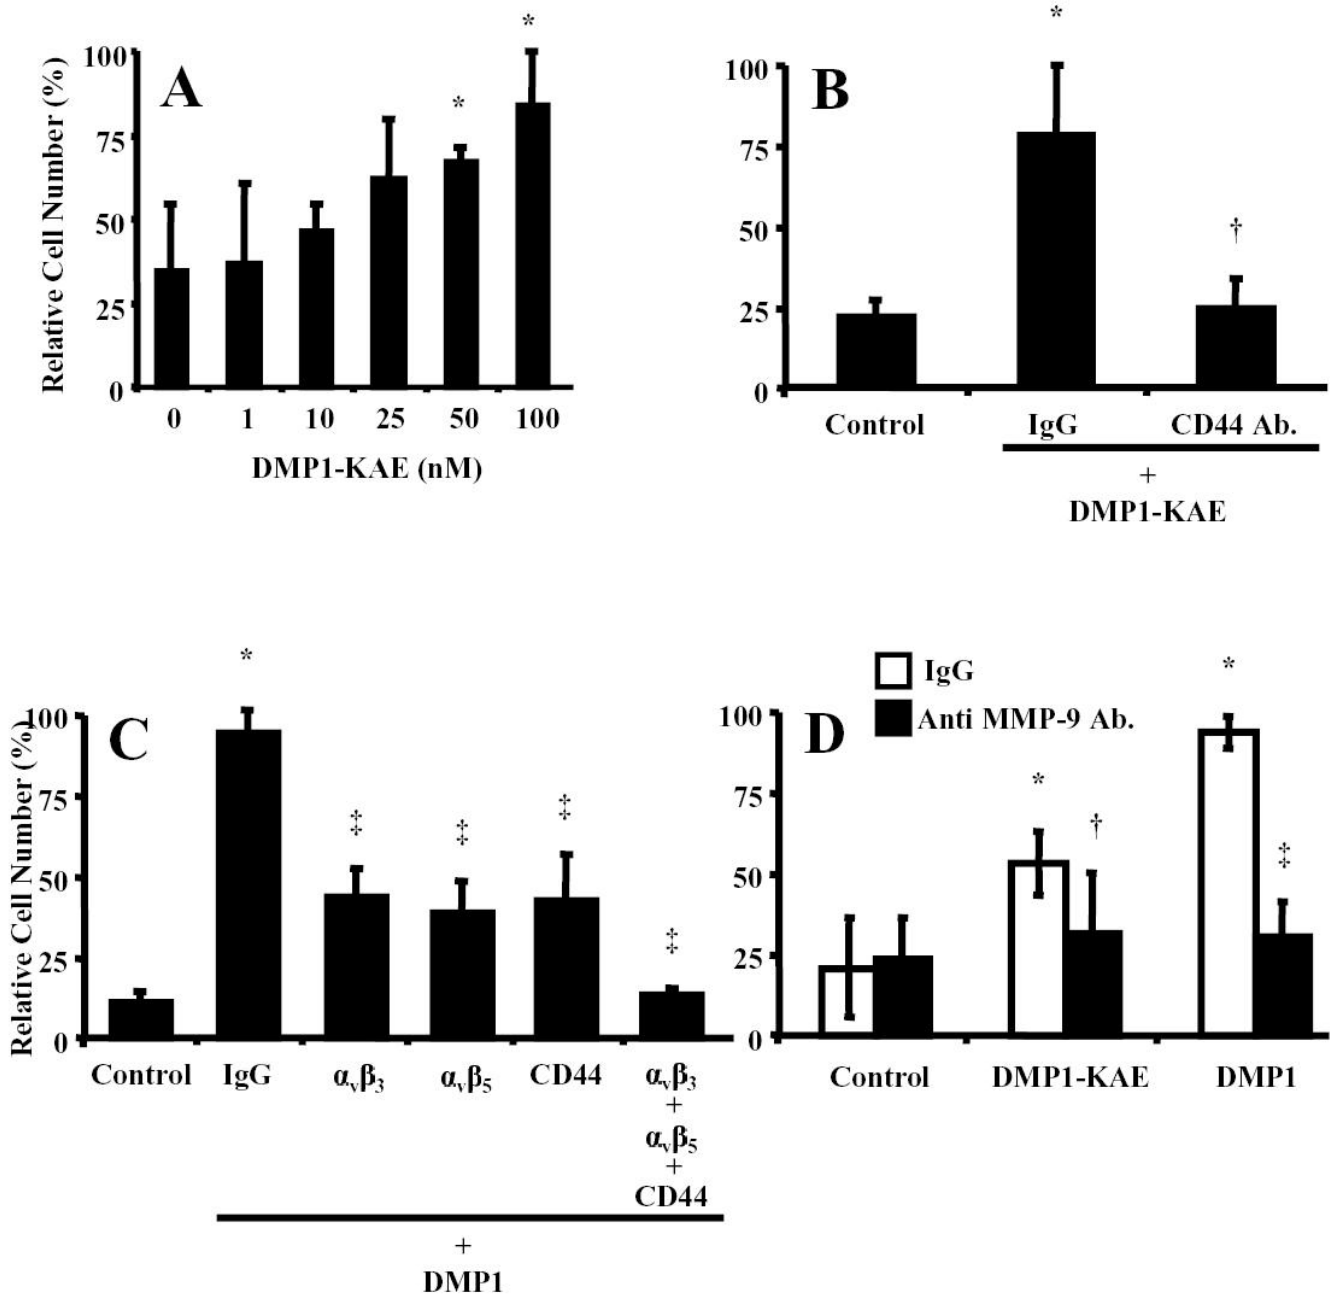 A
Relative Cell Number (%)
*
*
100
75
50
25
0
0 1 10 25 50 100
DMP1-KAE (nM)
B
*
†
100
75
50
25
0
Control IgG CD44 Ab.
+
DMP1-KAE
C
Relative Cell Number (%)
*
‡ ‡ ‡ ‡
100
75
50
25
0
Control IgG αvβ3 αvβ5 CD44 αvβ3
+
αvβ5
+
CD44
+
DMP1
D
IgG
Anti MMP-9 Ab.
*
*
†
‡
100
75
50
25
0
Control DMP1-KAE DMP1